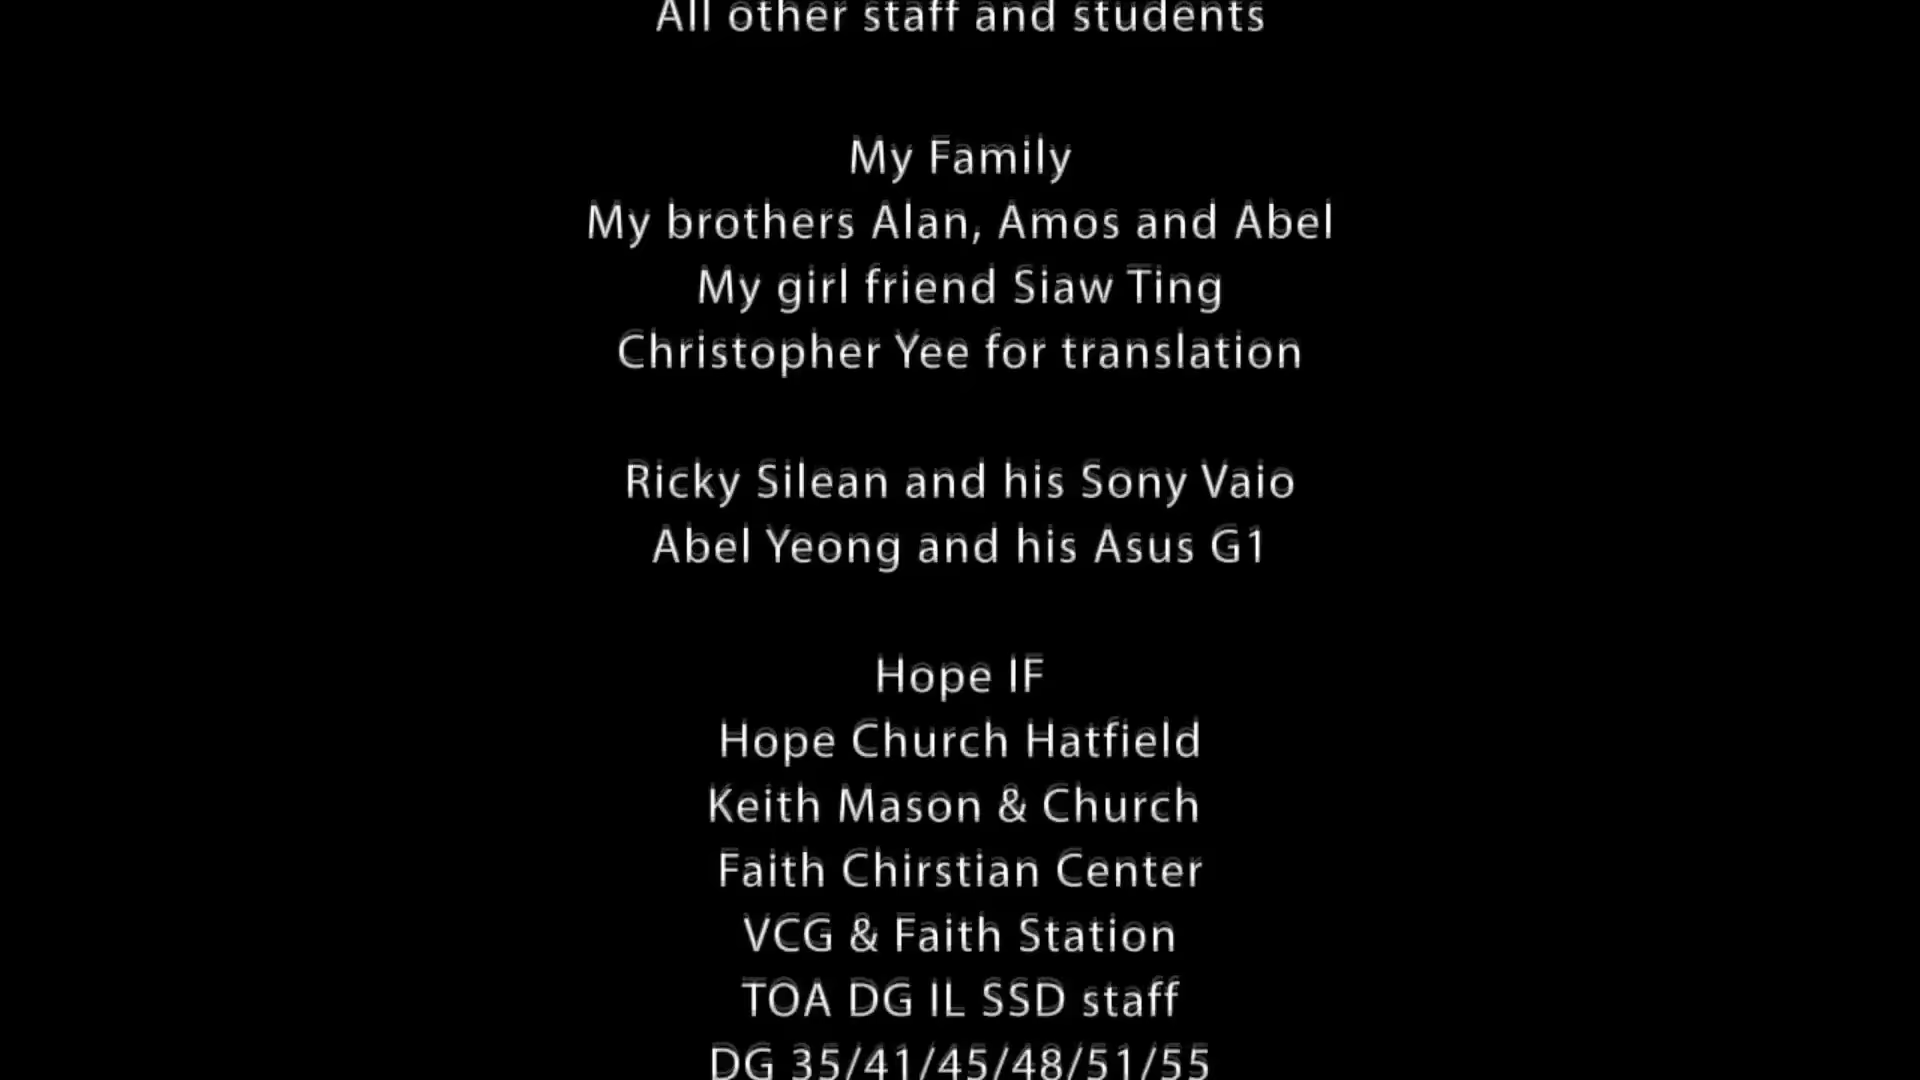 All other staff and students
My Family
My brothers Alan, Amos and Abel
My girl friend Siaw Ting
Christopher Yee for translation
Ricky Silean and his Sony Vaio
Abel Yeong and his Asus G1
Hope IF
Hope Church Hatfield
Keith Mason & Church
Faith Chirstian Center
VCG & Faith Station
TOA DG IL SSD staff
DG 35/41/45/48/51/55